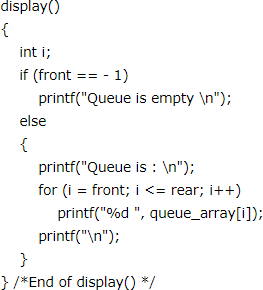 display()
{
    int i;
    if (front == - 1)
        printf("Queue is empty \n");
    else
    {
        printf("Queue is : \n");
        for (i = front; i <= rear; i++)
            printf("%d ", queue_array[i]);
        printf("\n");
    }
} /*End of display() */